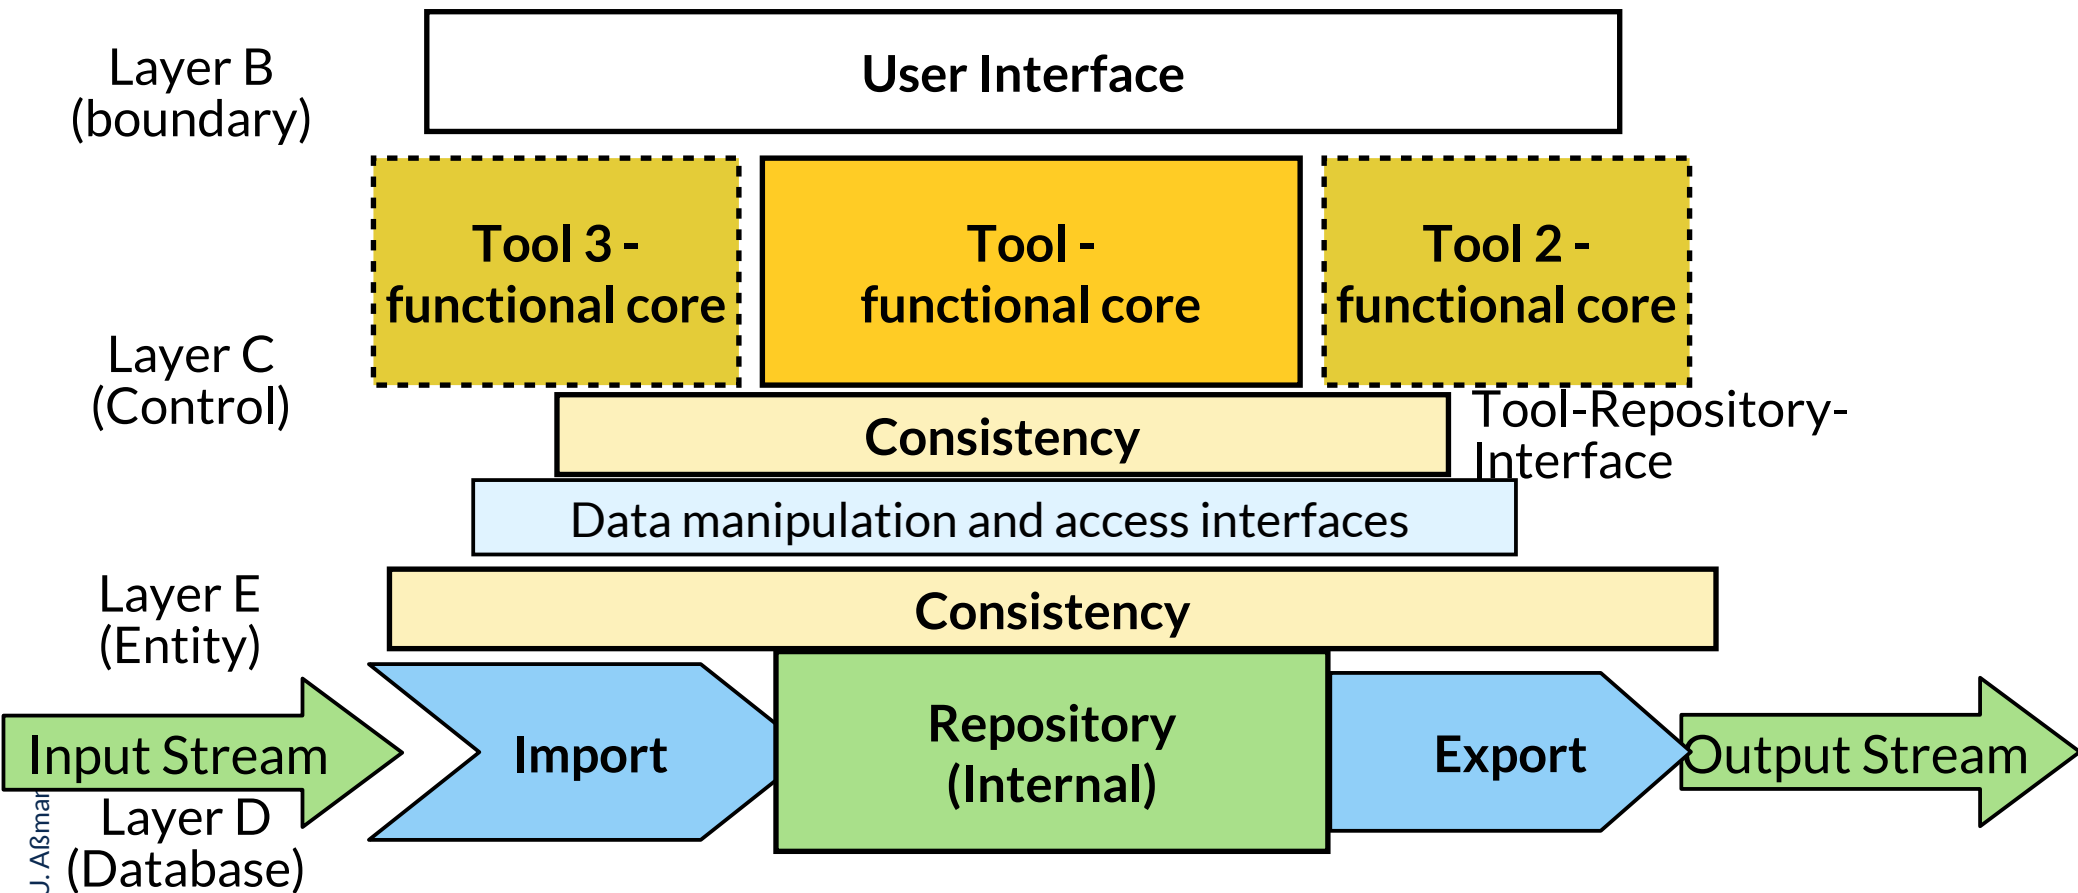 Layer B
(boundary)
User Interface
Tool 3 -
functional core
Tool -
functional core
Tool 2 -
functional core
Layer C
(Control)
Tool-Repository-
Interface
Consistency
Data manipulation and access interfaces
Layer E
(Entity)
Consistency
Input Stream
Import
Repository
(Internal)
Export
Output Stream
Layer D
(Database)
U. Aßman